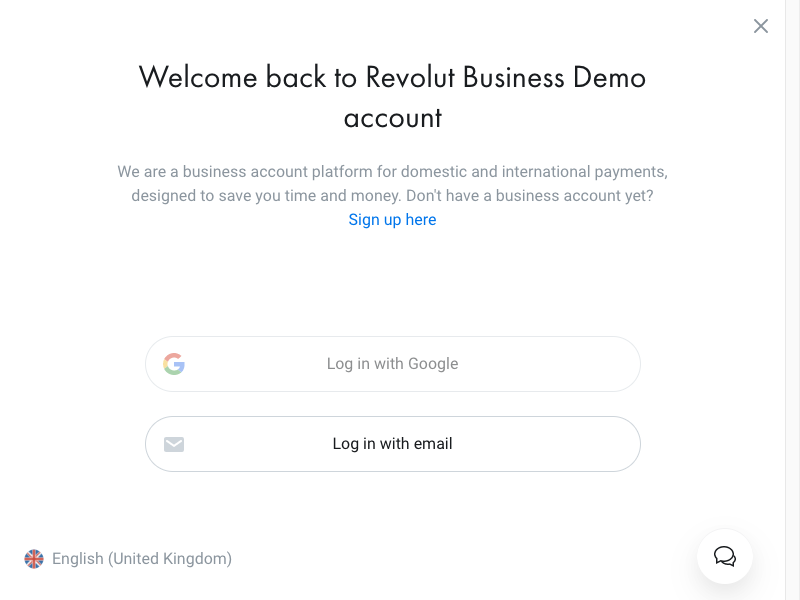 Welcome back to Revolut Business Demo
account
We are a business account platform for domestic and international payments,
designed to save you time and money. Don't have a business account yet?
Sign up here
Log in with Google
Log in with email
English (United Kingdom)